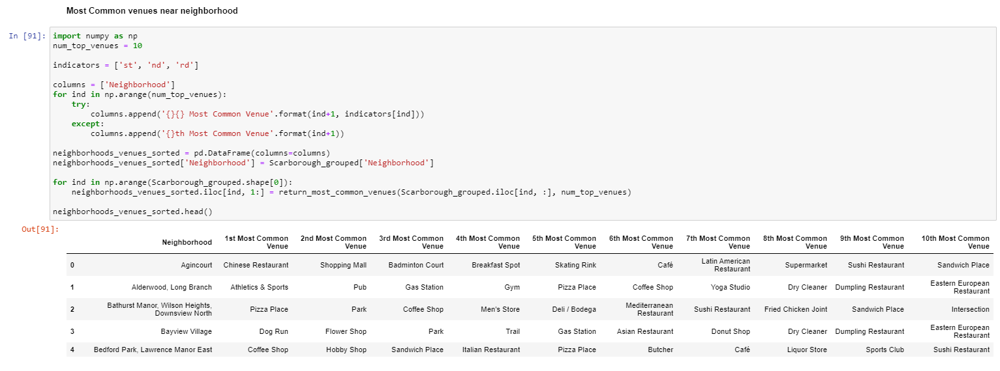 Most Common venues near neighborhood
In [91]: import numpy as np
num_top_venues = 10
indicators = ['st', 'nd', 'rd']
columns = ['Neighborhood']
for ind in np.arange(num_top_venues):
    try:
        columns.append('{}{} Most Common Venue'.format(ind+1, indicators[ind]))
    except:
        columns.append('{}th Most Common Venue'.format(ind+1))
neighborhoods_venues_sorted = pd.DataFrame(columns=columns)
neighborhoods_venues_sorted['Neighborhood'] = Scarborough_grouped['Neighborhood']
for ind in np.arange(Scarborough_grouped.shape[0]):
    neighborhoods_venues_sorted.iloc[ind, 1:] = return_most_common_venues(Scarborough_grouped.iloc[ind, :], num_top_venues)
neighborhoods_venues_sorted.head()
Out[91]:
Neighborhood 1st Most Common Venue 2nd Most Common Venue 3rd Most Common Venue 4th Most Common Venue 5th Most Common Venue 6th Most Common Venue 7th Most Common Venue 8th Most Common Venue 9th Most Common Venue 10th Most Common Venue
0 Agincourt Chinese Restaurant Shopping Mall Badminton Court Breakfast Spot Skating Rink Café Latin American Restaurant Supermarket Sushi Restaurant Sandwich Place
1 Alderwood, Long Branch Athletics & Sports Pub Gas Station Gym Pizza Place Coffee Shop Yoga Studio Dry Cleaner Dumpling Restaurant Eastern European Restaurant
2 Bathurst Manor, Wilson Heights, Downsview North Pizza Place Park Coffee Shop Men's Store Deli / Bodega Mediterranean Restaurant Sushi Restaurant Fried Chicken Joint Sandwich Place Intersection
3 Bayview Village Dog Run Flower Shop Park Trail Gas Station Asian Restaurant Donut Shop Dry Cleaner Dumpling Restaurant Eastern European Restaurant
4 Bedford Park, Lawrence Manor East Coffee Shop Hobby Shop Sandwich Place Italian Restaurant Pizza Place Butcher Café Liquor Store Sports Club Sushi Restaurant